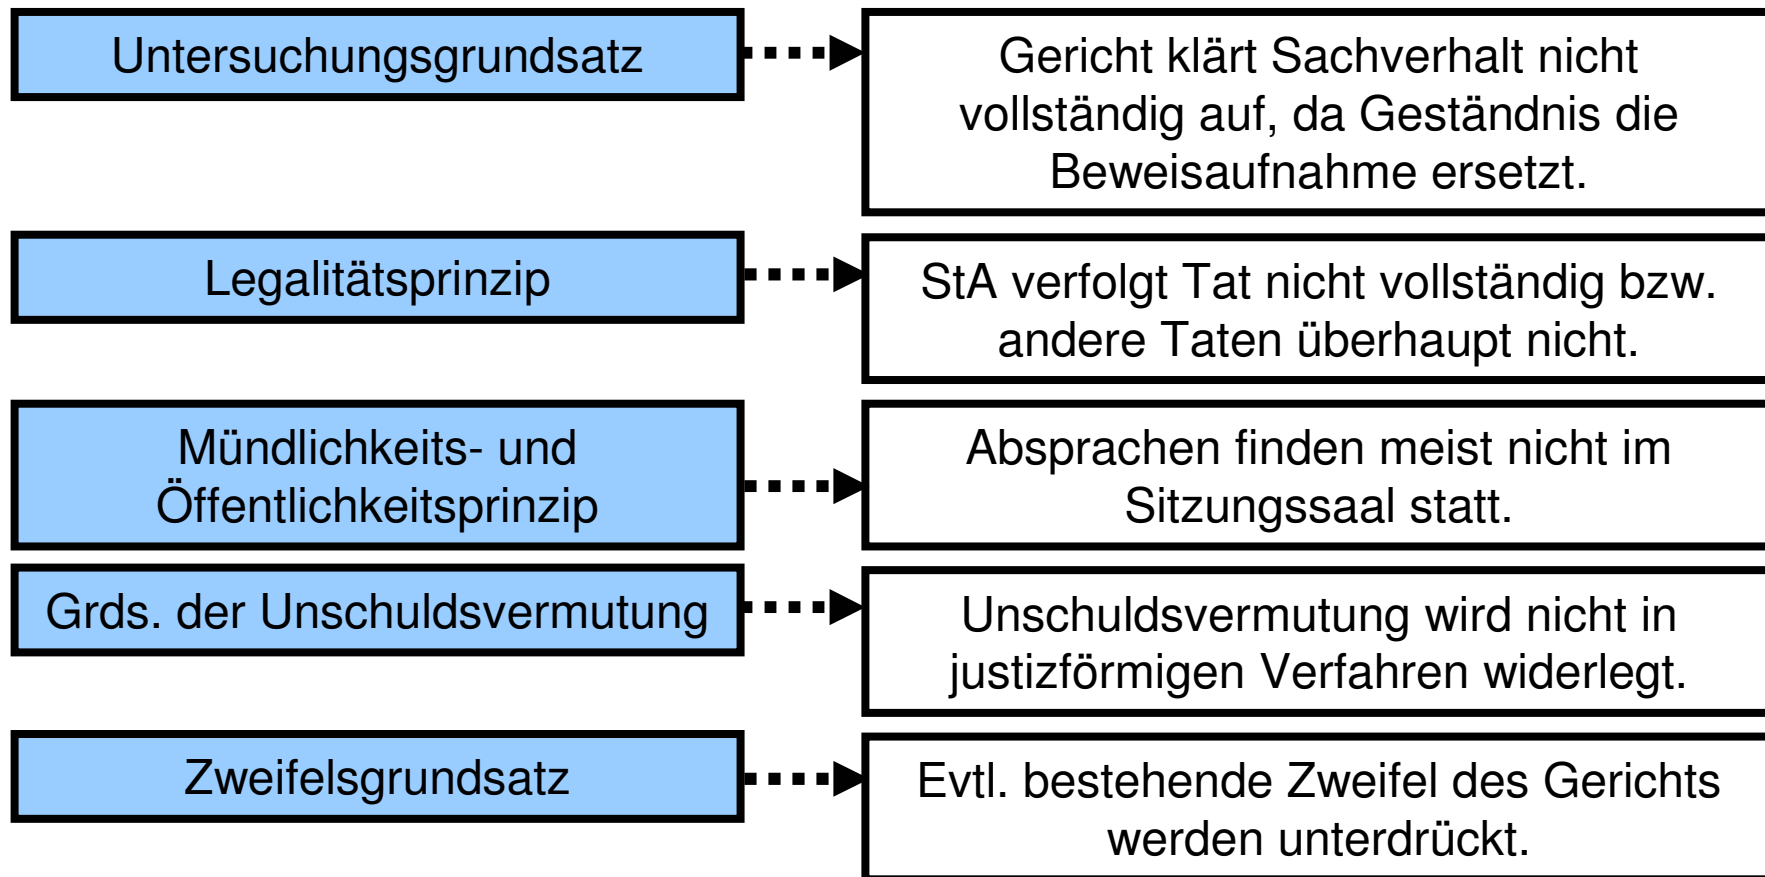 Untersuchungsgrundsatz
Gericht klärt Sachverhalt nicht
vollständig auf, da Geständnis die
Beweisaufnahme ersetzt.
Legalitätsprinzip
StA verfolgt Tat nicht vollständig bzw.
andere Taten überhaupt nicht.
Mündlichkeits- und
Öffentlichkeitsprinzip
Absprachen finden meist nicht im
Sitzungssaal statt.
Grds. der Unschuldsvermutung
Unschuldsvermutung wird nicht in
justizförmigen Verfahren widerlegt.
Zweifelsgrundsatz
Evtl. bestehende Zweifel des Gerichts
werden unterdrückt.